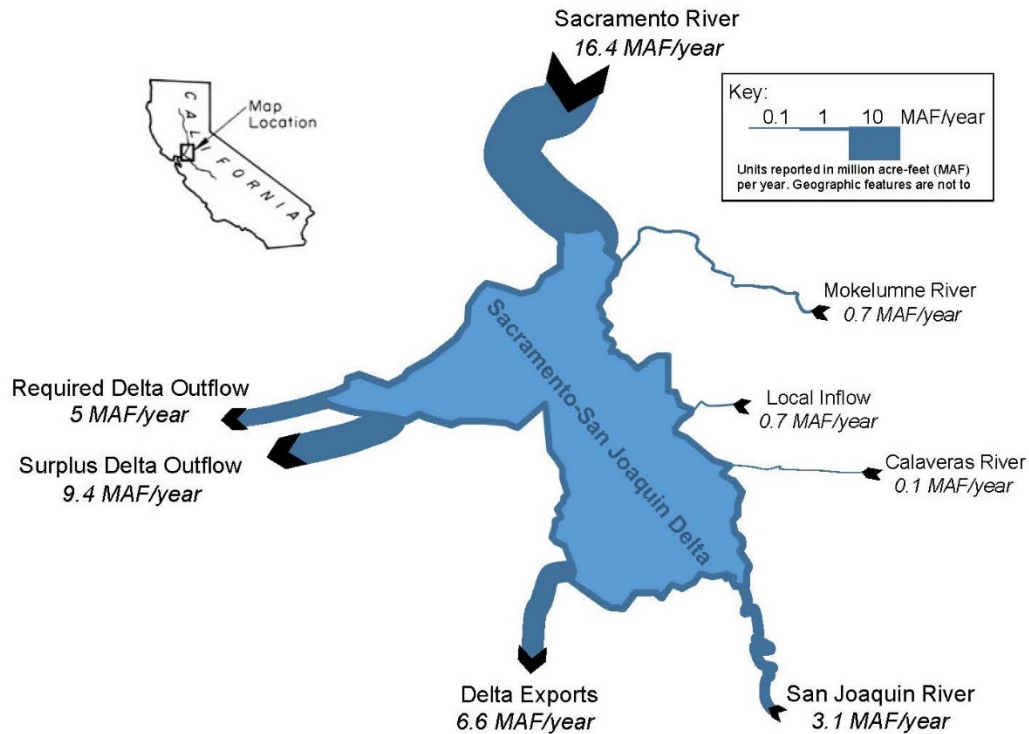 Sacramento River
16.4 MAF/year
Map
Location
CALIFORNIA
Key:
0.1 1 10 MAF/year
Units reported in million acre-feet (MAF)
per year. Geographic features are not to
Mokelumne River
0.7 MAF/year
Sacramento-San Joaquin Delta
Required Delta Outflow
5 MAF/year
Local Inflow
0.7 MAF/year
Surplus Delta Outflow
9.4 MAF/year
Calaveras River
0.1 MAF/year
Delta Exports
6.6 MAF/year
San Joaquin River
3.1 MAF/year